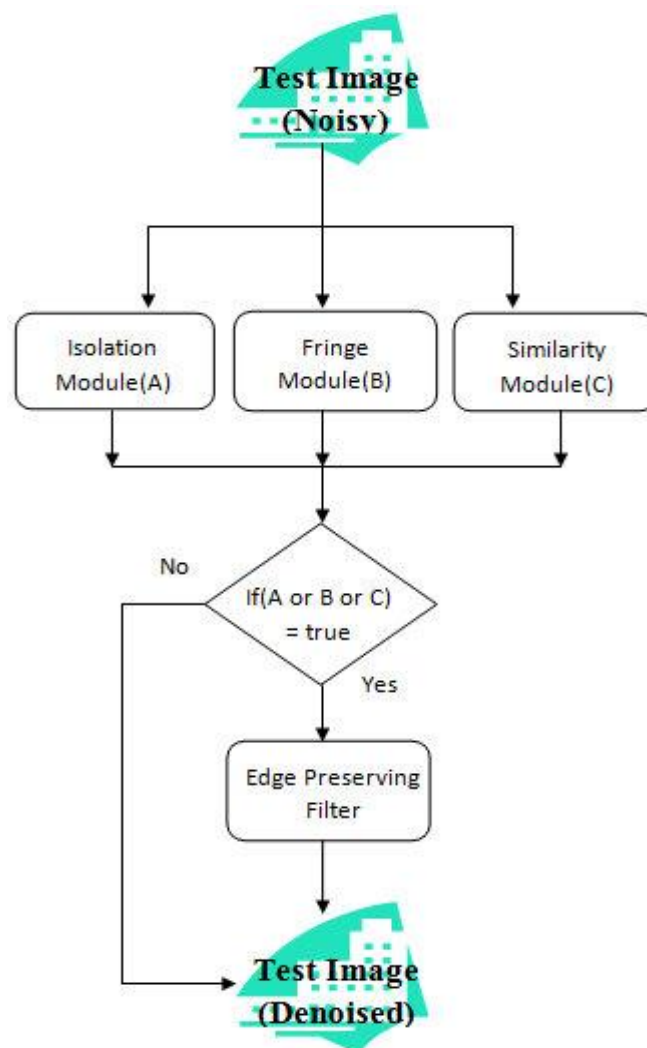 Test Image
(Noisy)
Isolation
Module(A)
Fringe
Module(B)
Similarity
Module(C)
No
If(A or B or C)
= true
Yes
Edge Preserving
Filter
Test Image
(Denoised)